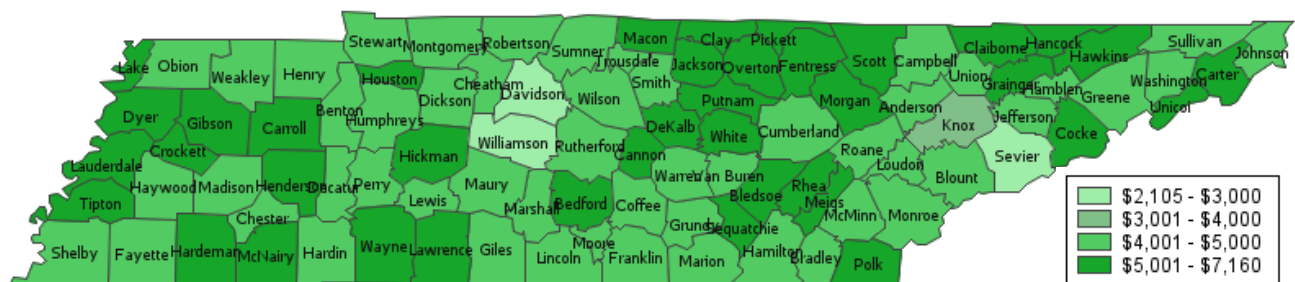 Stewart
Montgomery
Robertson
Sumner
Macon
Clay
Pickett
Claiborne
Hancock
Hawkins
Sullivan
Johnson
Lake
Obion
Weakley
Henry
Houston
Cheatham
Davidson
Trousdale
Smith
Jackson
Overton
Fentress
Scott
Campbell
Union
Grainger
Hamblen
Greene
Washington
Carter
Unicoi
Dyer
Gibson
Carroll
Benton
Humphreys
Dickson
Wilson
Putnam
Morgan
Anderson
Knox
Jefferson
Cocke
Crockett
Williamson
Rutherford
DeKalb
White
Cumberland
Roane
Loudon
Sevier
Lauderdale
Haywood
Madison
Henderson
Decatur
Perry
Hickman
Maury
Cannon
Warren
Van Buren
Bledsoe
Rhea
Meigs
Blount
Tipton
Chester
Lewis
Marshall
Bedford
Coffee
Grundy
Sequatchie
McMinn
Monroe
Shelby
Fayette
Hardeman
McNairy
Hardin
Wayne
Lawrence
Giles
Lincoln
Moore
Franklin
Marion
Hamilton
Bradley
Polk
$2,105 - $3,000
$3,001 - $4,000
$4,001 - $5,000
$5,001 - $7,160